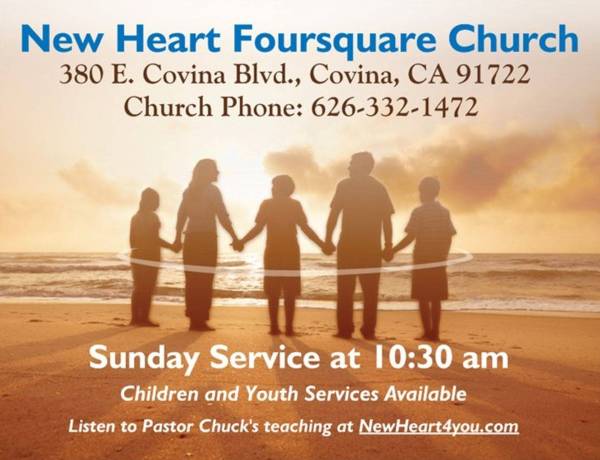 New Heart Foursquare Church
380 E. Covina Blvd., Covina, CA 91722
Church Phone: 626-332-1472
Sunday Service at 10:30 am
Children and Youth Services Available
Listen to Pastor Chuck's teaching at NewHeart4you.com